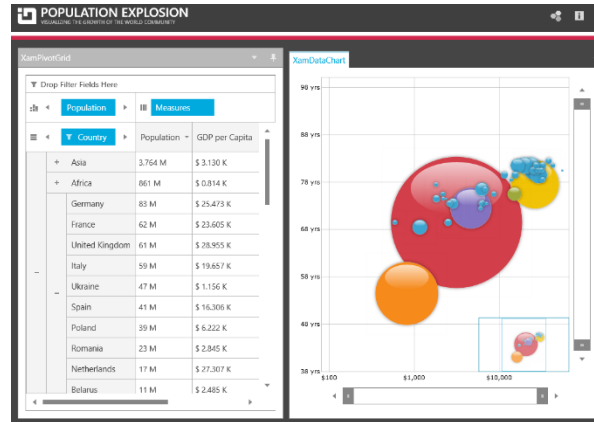 POPULATION EXPLOSION
VISUALIZING THE GROWTH OF THE WORLD COMMUNITY
XamPivotGrid
Drop Filter Fields Here
Population
Measures
Country
Population
GDP per Capita
+ Asia 3.764 M $ 3.130 K
+ Africa 861 M $ 0.814 K
Germany 83 M $ 25.473 K
France 62 M $ 23.605 K
United Kingdom 61 M $ 28.955 K
Italy 59 M $ 19.657 K
Ukraine 47 M $ 1.156 K
Spain 41 M $ 16.306 K
Poland 39 M $ 6.222 K
Romania 23 M $ 2.845 K
Netherlands 17 M $ 27.307 K
Belarus 11 M $ 2.485 K
XamDataChart
90 yrs
88 yrs
78 yrs
68 yrs
58 yrs
48 yrs
38 yrs
$100
$1,000
$10,000